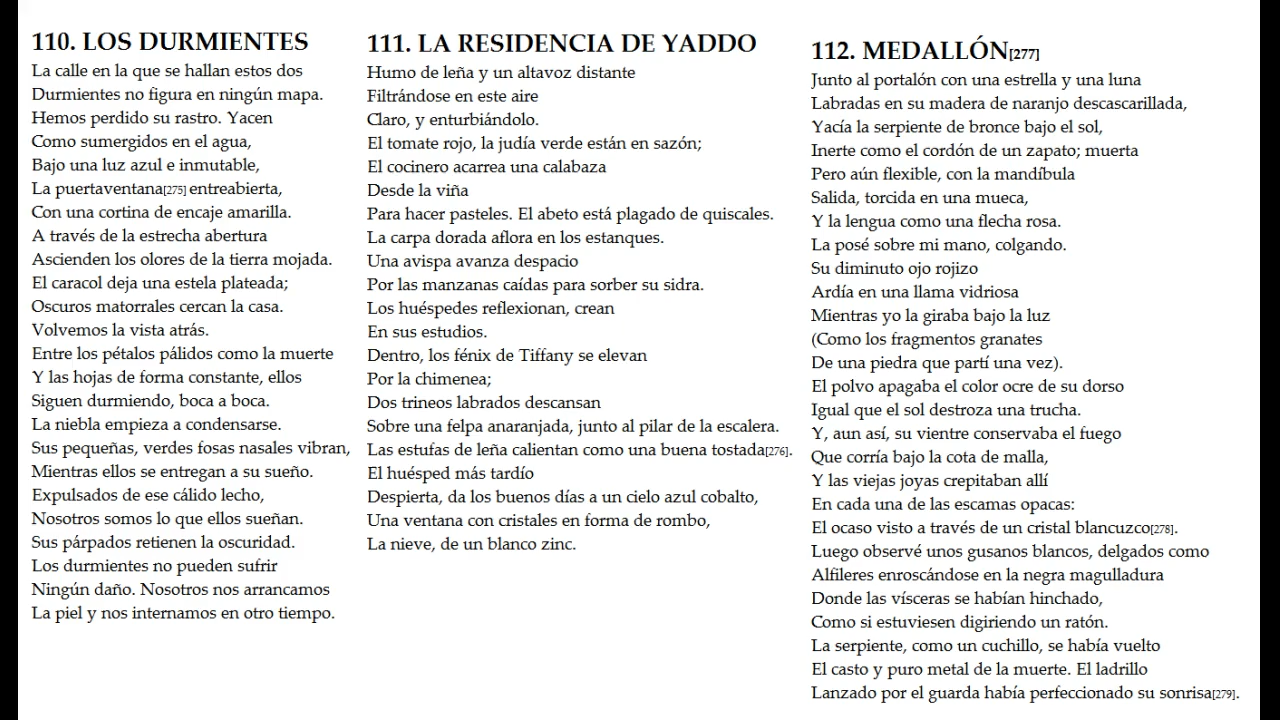 110. LOS DURMIENTES
La calle en la que se hallan estos dos
Durmientes no figura en ningún mapa.
Hemos perdido su rastro. Yacen
Como sumergidos en el agua,
Bajo una luz azul e inmutable,
La puertaventana[275] entreabierta,
Con una cortina de encaje amarilla.
A través de la estrecha abertura
Ascienden los olores de la tierra mojada.
El caracol deja una estela plateada;
Oscuros matorrales cercan la casa.
Volvemos la vista atrás.
Entre los pétalos pálidos como la muerte
Y las hojas de forma constante, ellos
Siguen durmiendo, boca a boca.
La niebla empieza a condensarse.
Sus pequeñas, verdes fosas nasales vibran,
Mientras ellos se entregan a su sueño.
Expulsados de ese cálido lecho,
Nosotros somos lo que ellos sueñan.
Sus párpados retienen la oscuridad.
Los durmientes no pueden sufrir
Ningún daño. Nosotros nos arrancamos
La piel y nos internamos en otro tiempo.
111. LA RESIDENCIA DE YADDO
Humo de leña y un altavoz distante
Filtrándose en este aire
Claro, y enturbiándolo.
El tomate rojo, la judía verde están en sazón;
El cocinero acarrea una calabaza
Desde la viña
Para hacer pasteles. El abeto está plagado de quiscales.
La carpa dorada aflora en los estanques.
Una avispa avanza despacio
Por las manzanas caídas para sorber su sidra.
Los huéspedes reflexionan, crean
En sus estudios.
Dentro, los fénix de Tiffany se elevan
Por la chimenea;
Dos trineos labrados descansan
Sobre una felpa anaranjada, junto al pilar de la escalera.
Las estufas de leña calientan como una buena tostada[276].
El huésped más tardío
Despierta, da los buenos días a un cielo azul cobalto,
Una ventana con cristales en forma de rombo,
La nieve, de un blanco zinc.
112. MEDALLÓN[277]
Junto al portalón con una estrella y una luna
Labradas en su madera de naranjo descascarillada,
Yacía la serpiente de bronce bajo el sol,
Inerte como el cordón de un zapato; muerta
Pero aún flexible, con la mandíbula
Salida, torcida en una mueca,
Y la lengua como una flecha rosa.
La posé sobre mi mano, colgando.
Su diminuto ojo rojizo
Ardía en una llama vidriosa
Mientras yo la giraba bajo la luz
(Como los fragmentos granates
De una piedra que partí una vez).
El polvo apagaba el color ocre de su dorso
Igual que el sol destroza una trucha.
Y, aun así, su vientre conservaba el fuego
Que corría bajo la cota de malla,
Y las viejas joyas crepitaban allí
En cada una de las escamas opacas:
El ocaso visto a través de un cristal blancuzco[278].
Luego observé unos gusanos blancos, delgados como
Alfileres enroscándose en la negra magulladura
Donde las vísceras se habían hinchado,
Como si estuviesen digiriendo un ratón.
La serpiente, como un cuchillo, se había vuelto
El casto y puro metal de la muerte. El ladrillo
Lanzado por el guarda había perfeccionado su sonrisa[279].